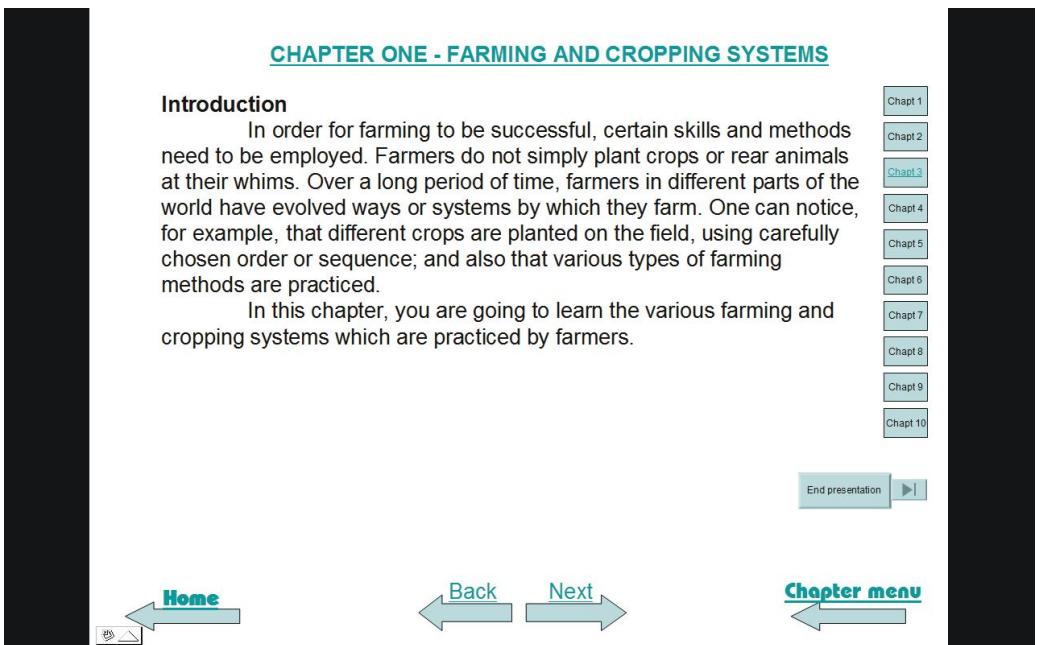 CHAPTER ONE - FARMING AND CROPPING SYSTEMS
Introduction
In order for farming to be successful, certain skills and methods
need to be employed. Farmers do not simply plant crops or rear animals
at their whims. Over a long period of time, farmers in different parts of the
world have evolved ways or systems by which they farm. One can notice,
for example, that different crops are planted on the field, using carefully
chosen order or sequence; and also that various types of farming
methods are practiced.
In this chapter, you are going to learn the various farming and
cropping systems which are practiced by farmers.
Chapt 1
Chapt 2
Chapt 3
Chapt 4
Chapt 5
Chapt 6
Chapt 7
Chapt 8
Chapt 9
Chapt 10
End presentation
Home
Back
Next
Chapter menu